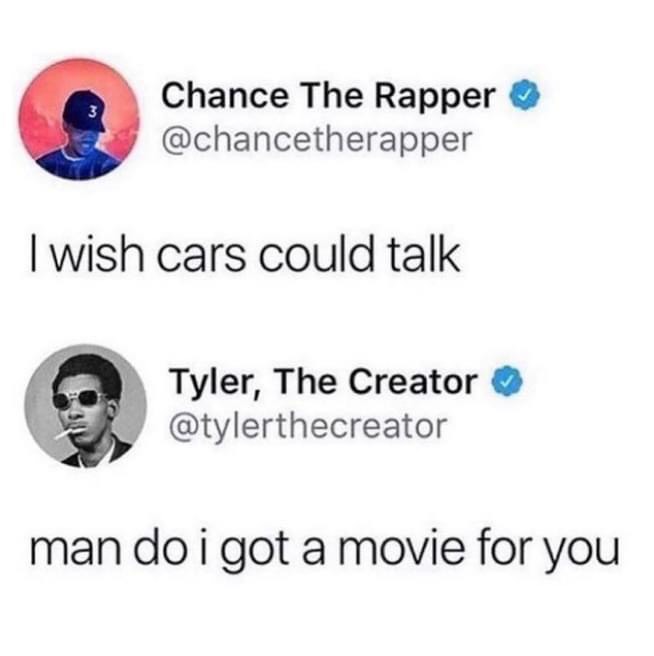 3
Chance The Rapper
@chancetherapper
I wish cars could talk
Tyler, The Creator
@tylerthecreator
man do i got a movie for you